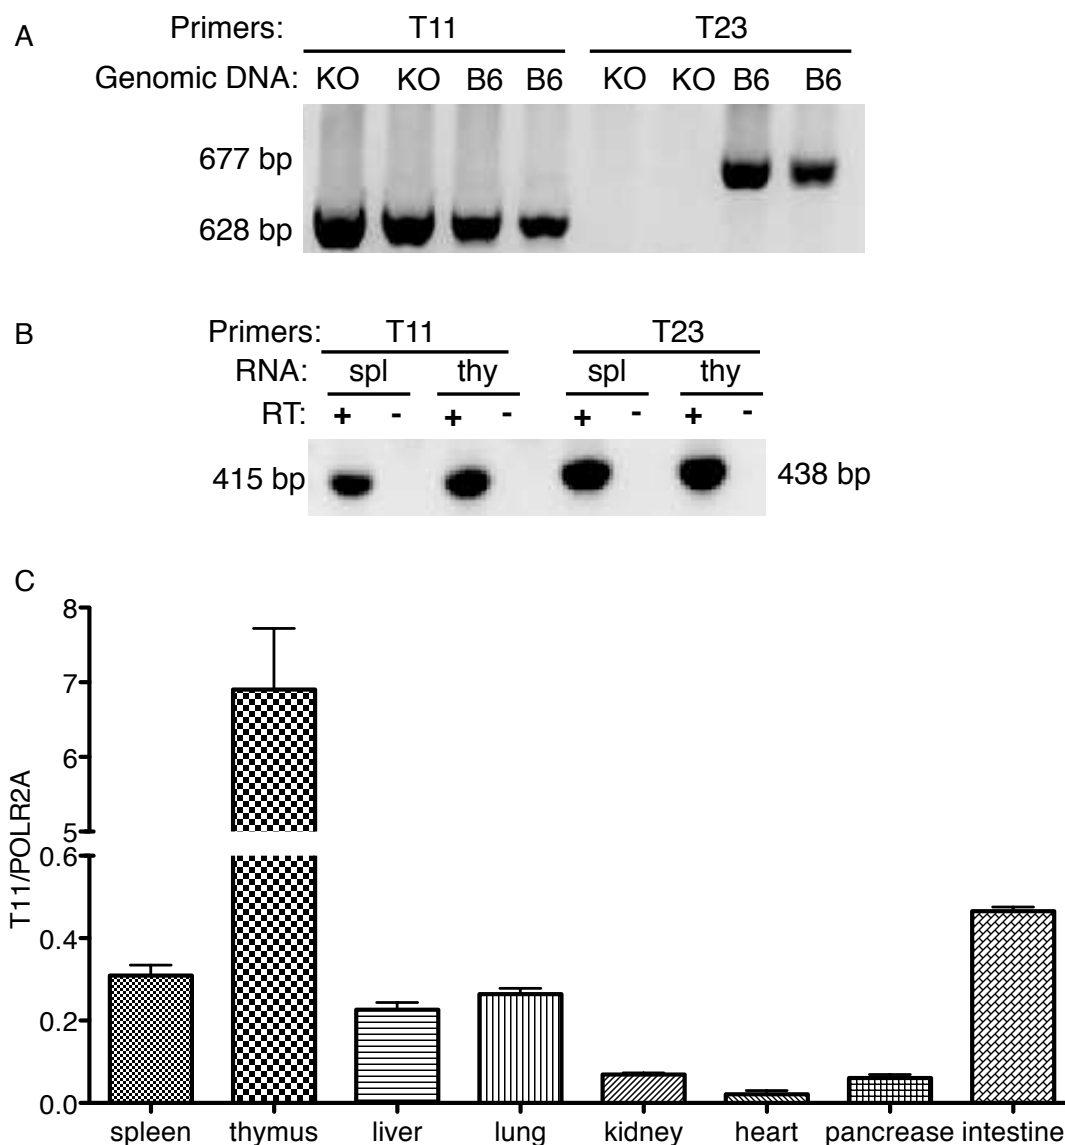 A
Primers: T11 T23
Genomic DNA: KO KO B6 B6 KO KO B6 B6
677 bp
628 bp
B
Primers: T11 T23
RNA: spl thy spl thy
RT: + - + - + - + -
415 bp 438 bp
C
T11/POLR2A
8
7
6
5
0.6
0.4
0.2
0.0
spleen thymus liver lung kidney heart pancrease intestine